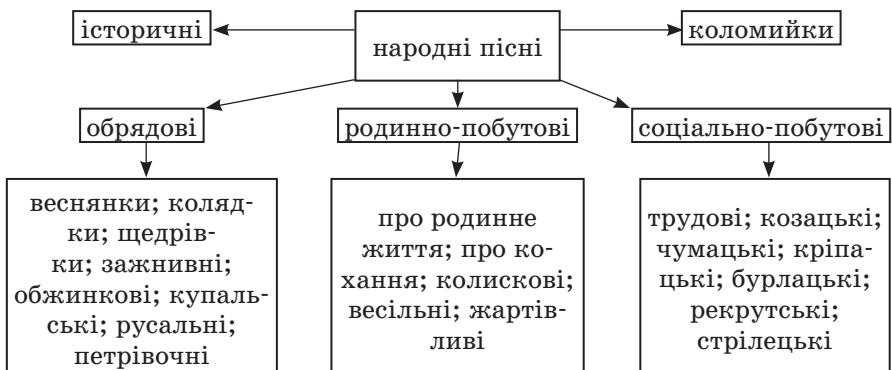 історичні
народні пісні
коломийки
обрядові
родинно-побутові
соціально-побутові
веснянки; коляд-
ки; щедрів-
ки; зажнивні;
обжинкові; купаль-
ські; русальні;
петрівочні
про родинне
життя; про ко-
хання; колискові;
весільні; жартів-
ливі
трудові; козацькі;
чумацькі; кріпа-
цькі; бурлацькі;
рекрутські;
стрілецькі